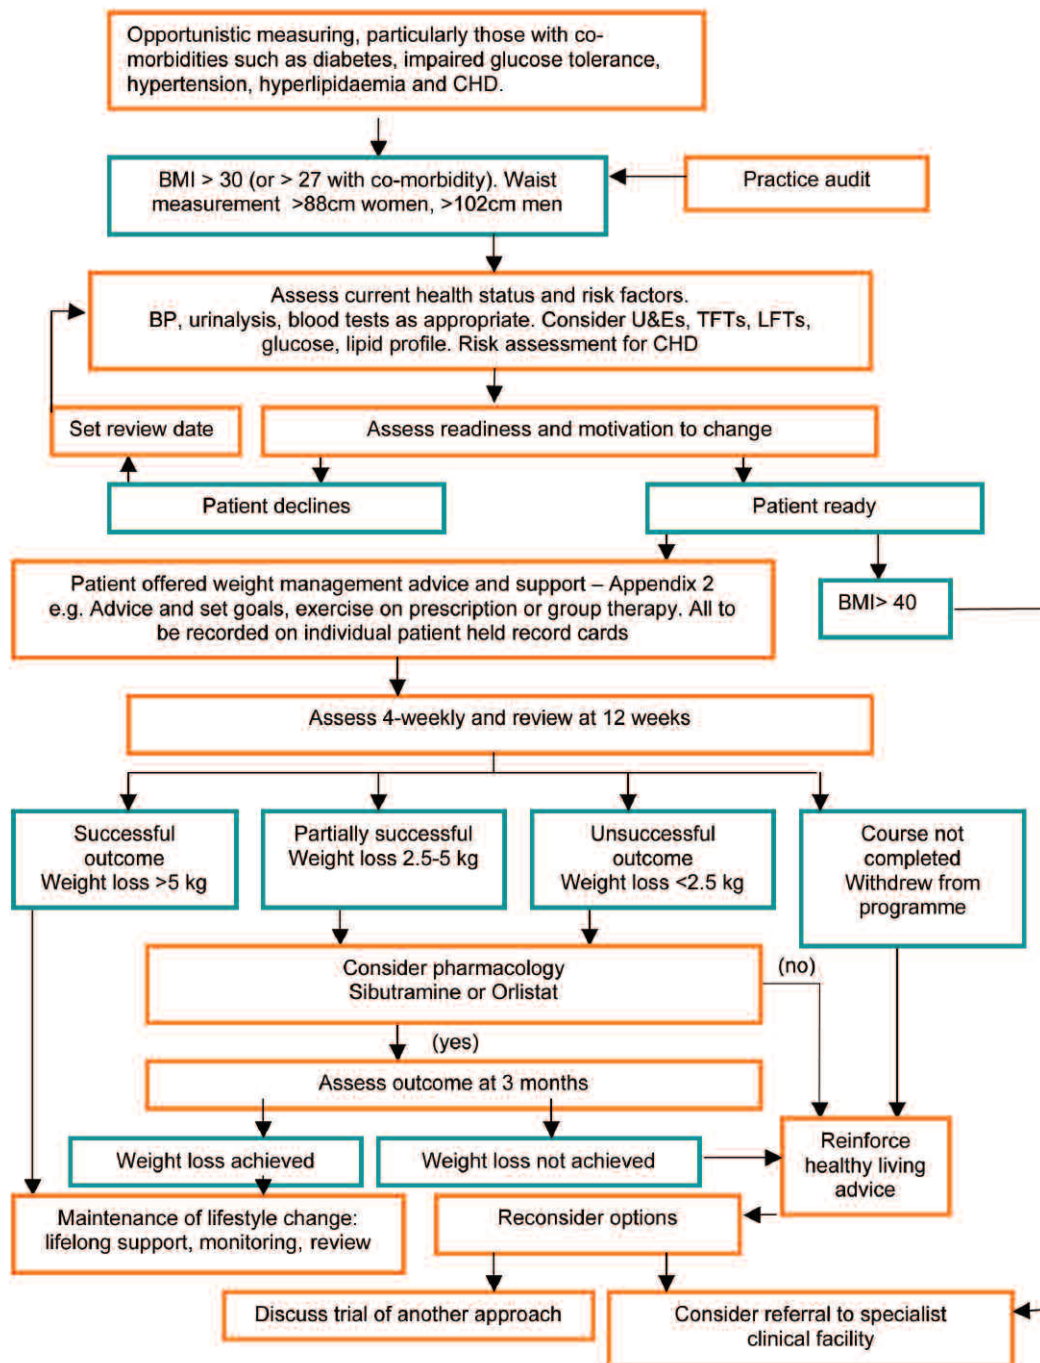 Opportunistic measuring, particularly those with co-
morbidities such as diabetes, impaired glucose tolerance,
hypertension, hyperlipidaemia and CHD.
BMI > 30 (or > 27 with co-morbidity). Waist
measurement >88cm women, >102cm men
Practice audit
Assess current health status and risk factors.
BP, urinalysis, blood tests as appropriate. Consider U&Es, TFTs, LFTs,
glucose, lipid profile. Risk assessment for CHD
Set review date
Assess readiness and motivation to change
Patient declines
Patient ready
Patient offered weight management advice and support – Appendix 2
e.g. Advice and set goals, exercise on prescription or group therapy. All to
be recorded on individual patient held record cards
BMI> 40
Assess 4-weekly and review at 12 weeks
Successful
outcome
Weight loss >5 kg
Partially successful
Weight loss 2.5-5 kg
Unsuccessful
outcome
Weight loss <2.5 kg
Course not
completed
Withdrew from
programme
Consider pharmacology
Sibutramine or Orlistat
(no)
(yes)
Assess outcome at 3 months
Weight loss achieved
Weight loss not achieved
Reinforce
healthy living
advice
Maintenance of lifestyle change:
lifelong support, monitoring, review
Reconsider options
Discuss trial of another approach
Consider referral to specialist
clinical facility